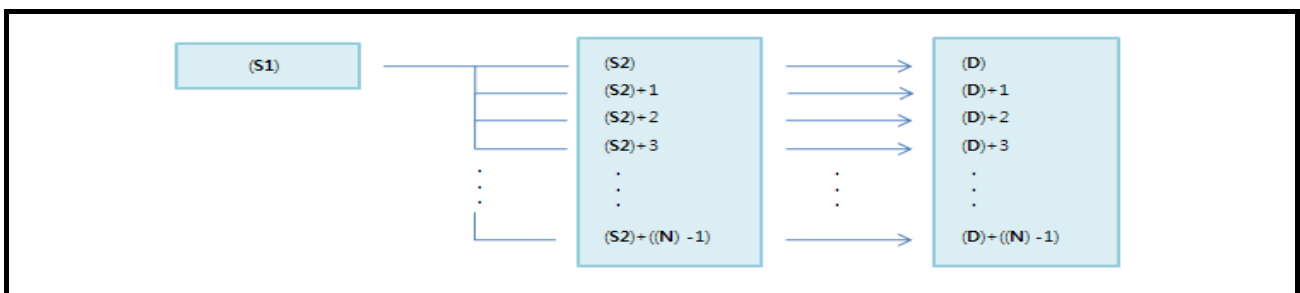 (S1)
(S2)
(S2)+1
(S2)+2
(S2)+3
(S2)+((N) -1)
(D)
(D)+1
(D)+2
(D)+3
(D)+((N) -1)